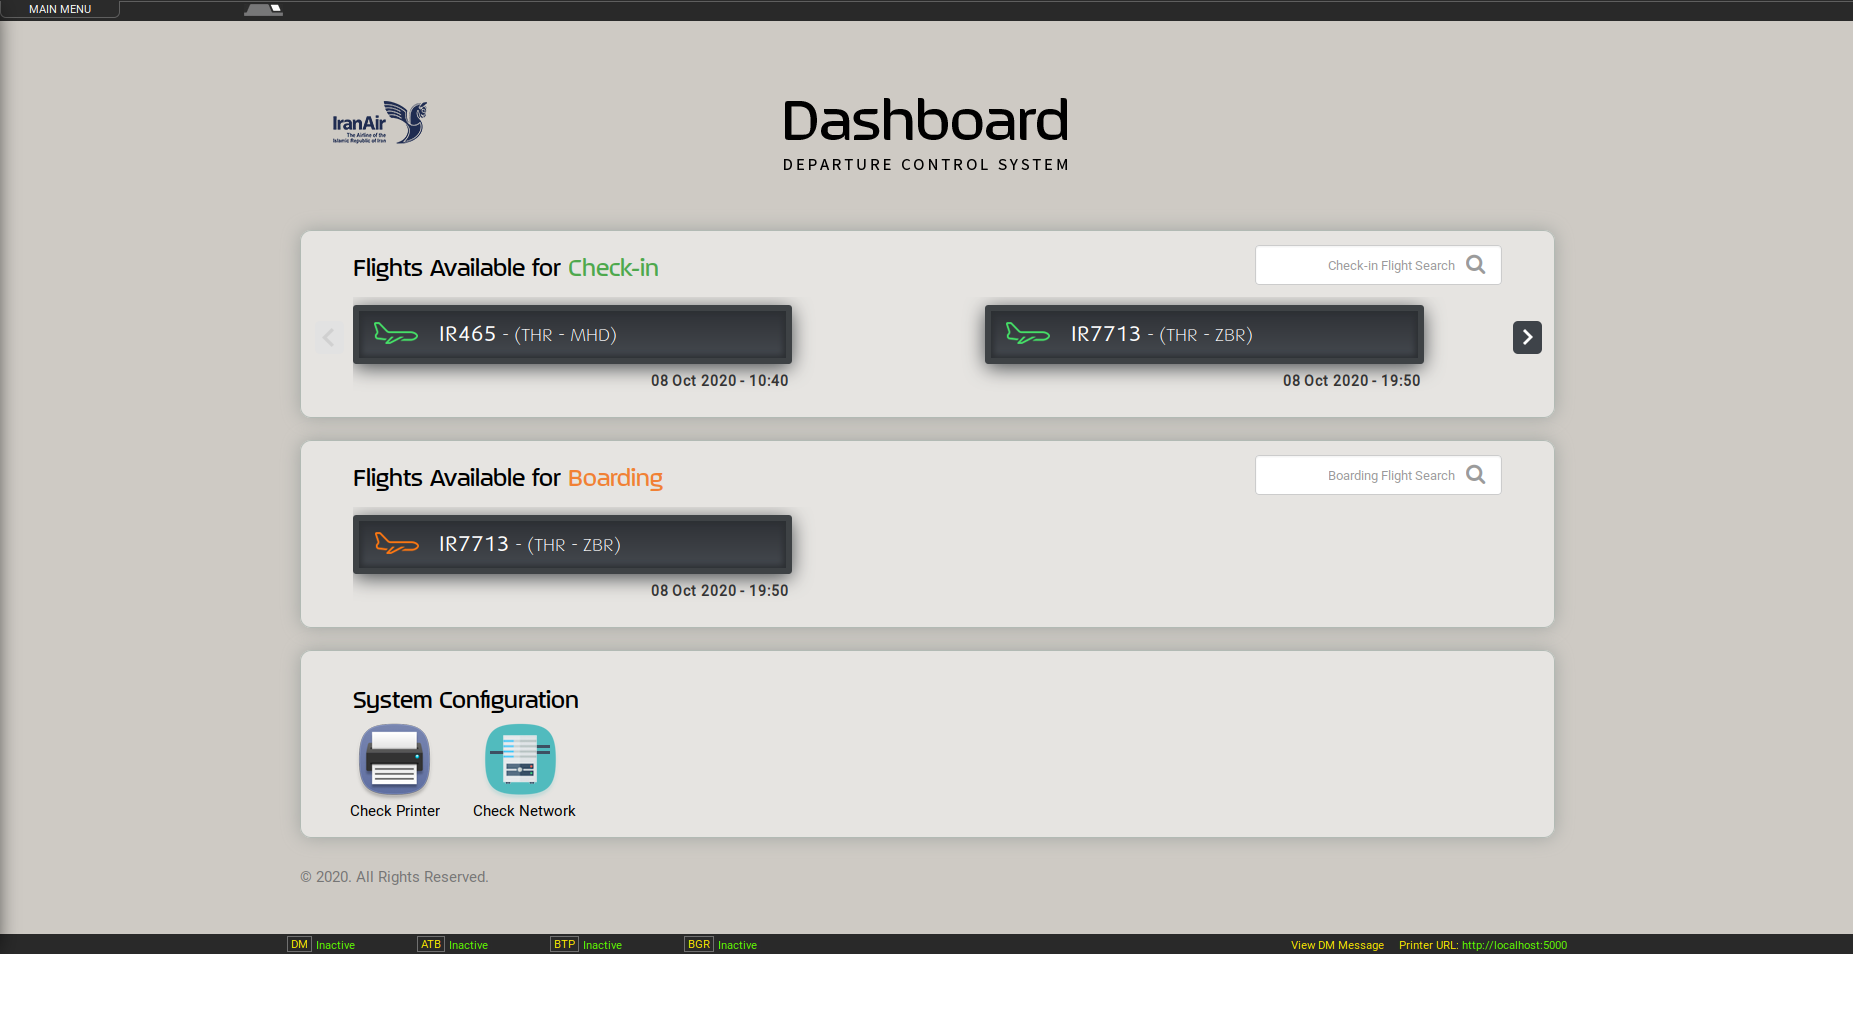 MAIN MENU
IranAir
The Airline of the
Islamic Republic of Iran
Dashboard
DEPARTURE CONTROL SYSTEM
Flights Available for Check-in
Check-in Flight Search
IR465 - (THR - MHD)
08 Oct 2020 - 10:40
IR7713 - (THR - ZBR)
08 Oct 2020 - 19:50
Flights Available for Boarding
Boarding Flight Search
IR7713 - (THR - ZBR)
08 Oct 2020 - 19:50
System Configuration
Check Printer
Check Network
© 2020. All Rights Reserved.
DM Inactive ATB Inactive BTP Inactive BGR Inactive View DM Message Printer URL: http://localhost:5000